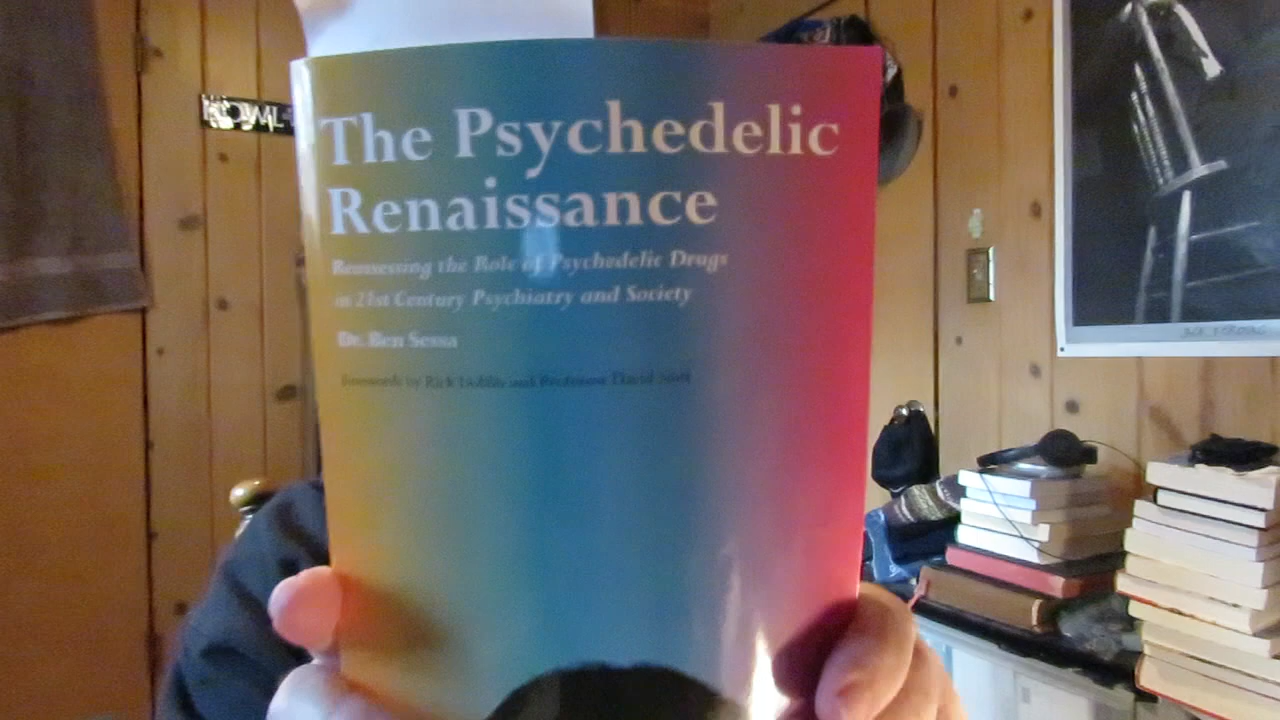 The Psychedelic
Renaissance
Reassessing the Role of Psychedelic Drugs
in 21st Century Psychiatry and Society
Dr. Ben Sessa
Forewords by Rick Doblin and Professor David Nutt